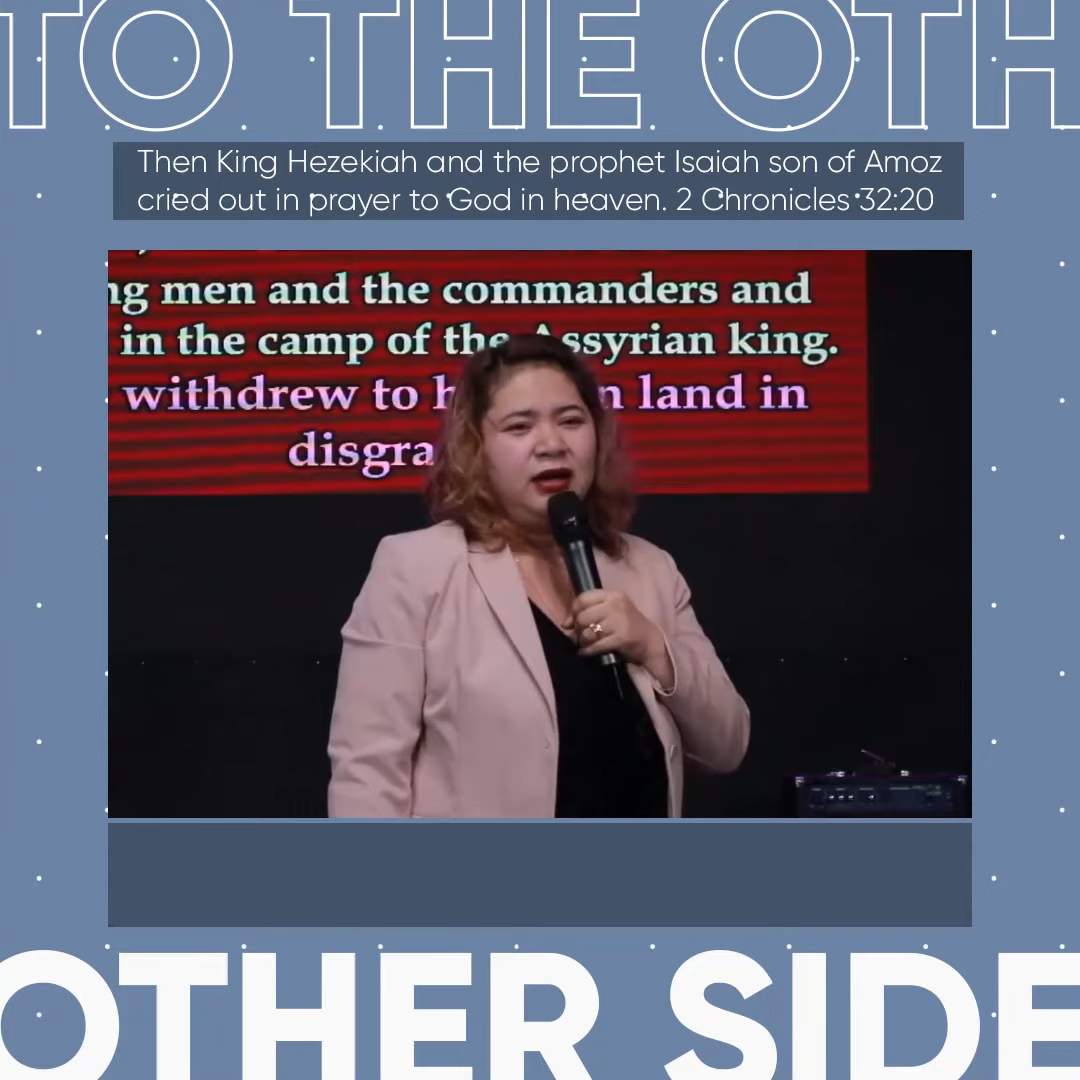 TO THE OTH
Then King Hezekiah and the prophet Isaiah son of Amoz
cried out in prayer to God in heaven. 2 Chronicles 32:20
ng men and the commanders and
in the camp of the Assyrian king.
withdrew to h n land in
disgra
OTHER SIDE